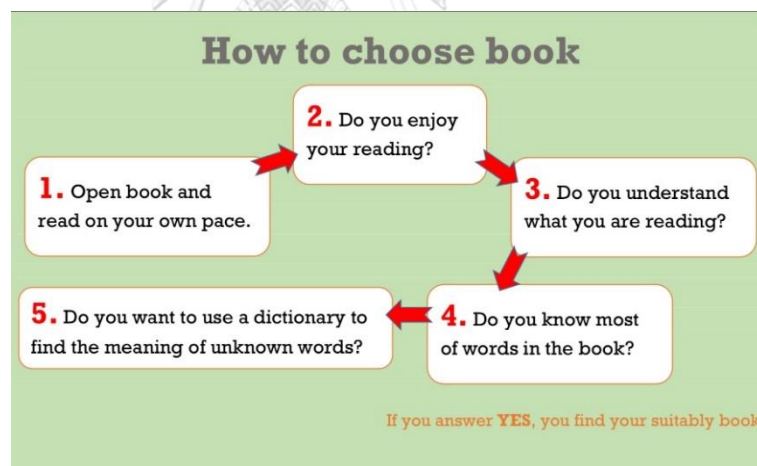 How to choose book
1. Open book and
read on your own pace.
2. Do you enjoy
your reading?
3. Do you understand
what you are reading?
4. Do you know most
of words in the book?
5. Do you want to use a dictionary to
find the meaning of unknown words?
If you answer YES, you find your suitably book